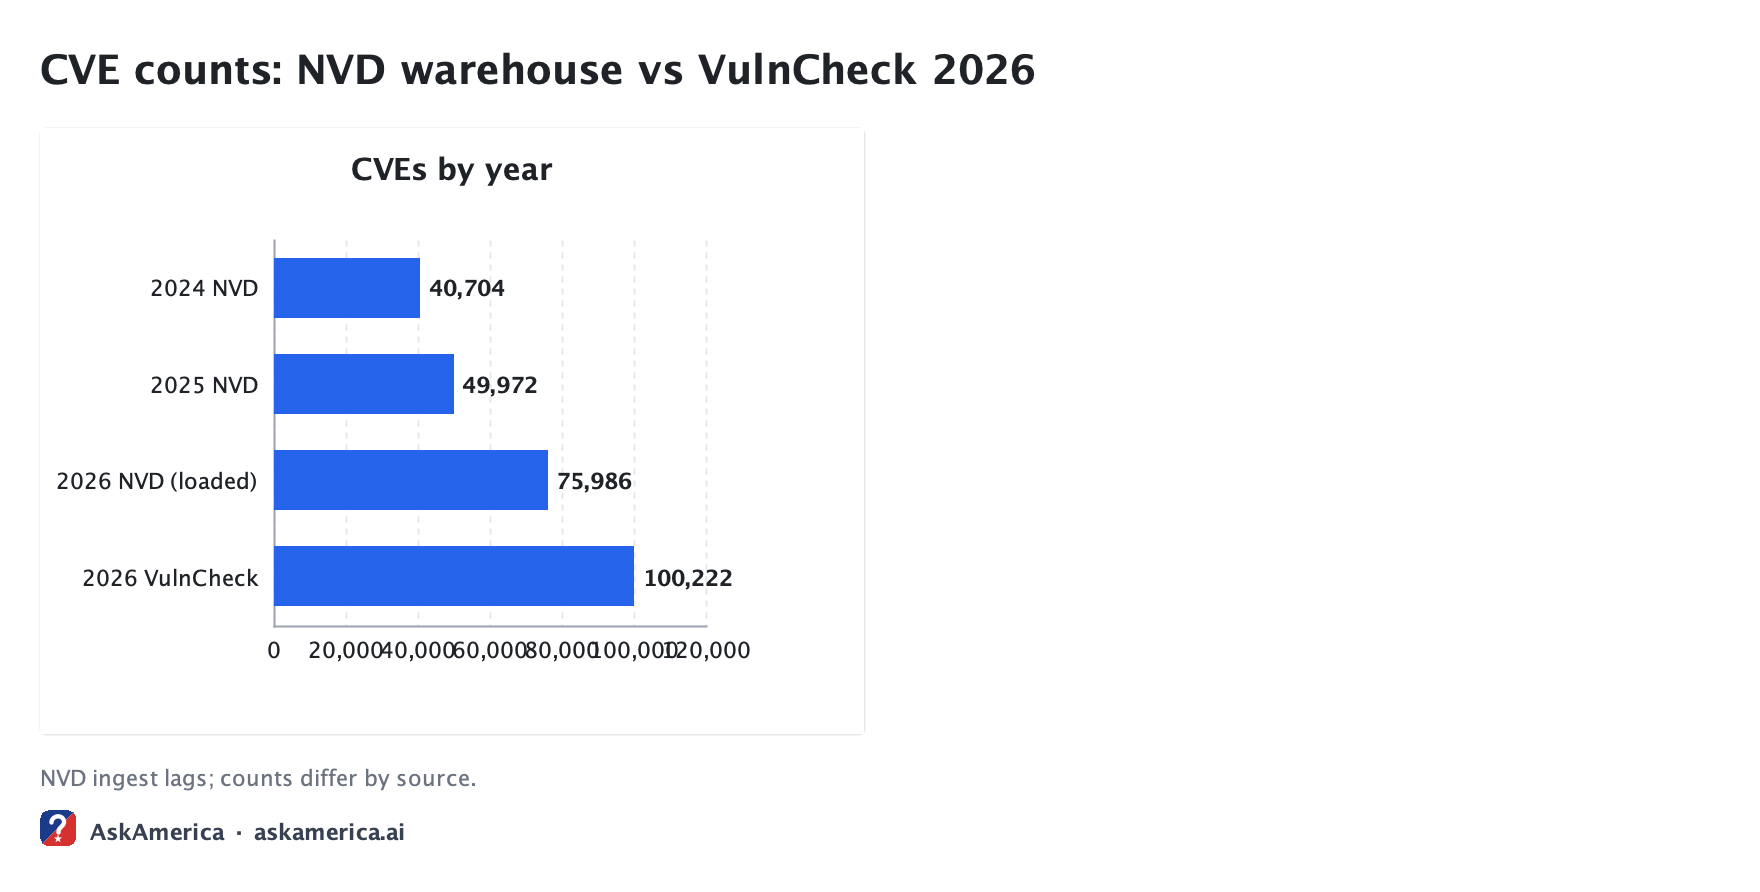 CVE counts: NVD warehouse vs VulnCheck 2026
CVEs by year
2024 NVD 40,704
2025 NVD 49,972
2026 NVD (loaded) 75,986
2026 VulnCheck 100,222
0 20,000 40,000 60,000 80,000 100,000 120,000
NVD ingest lags; counts differ by source.
AskAmerica · askamerica.ai